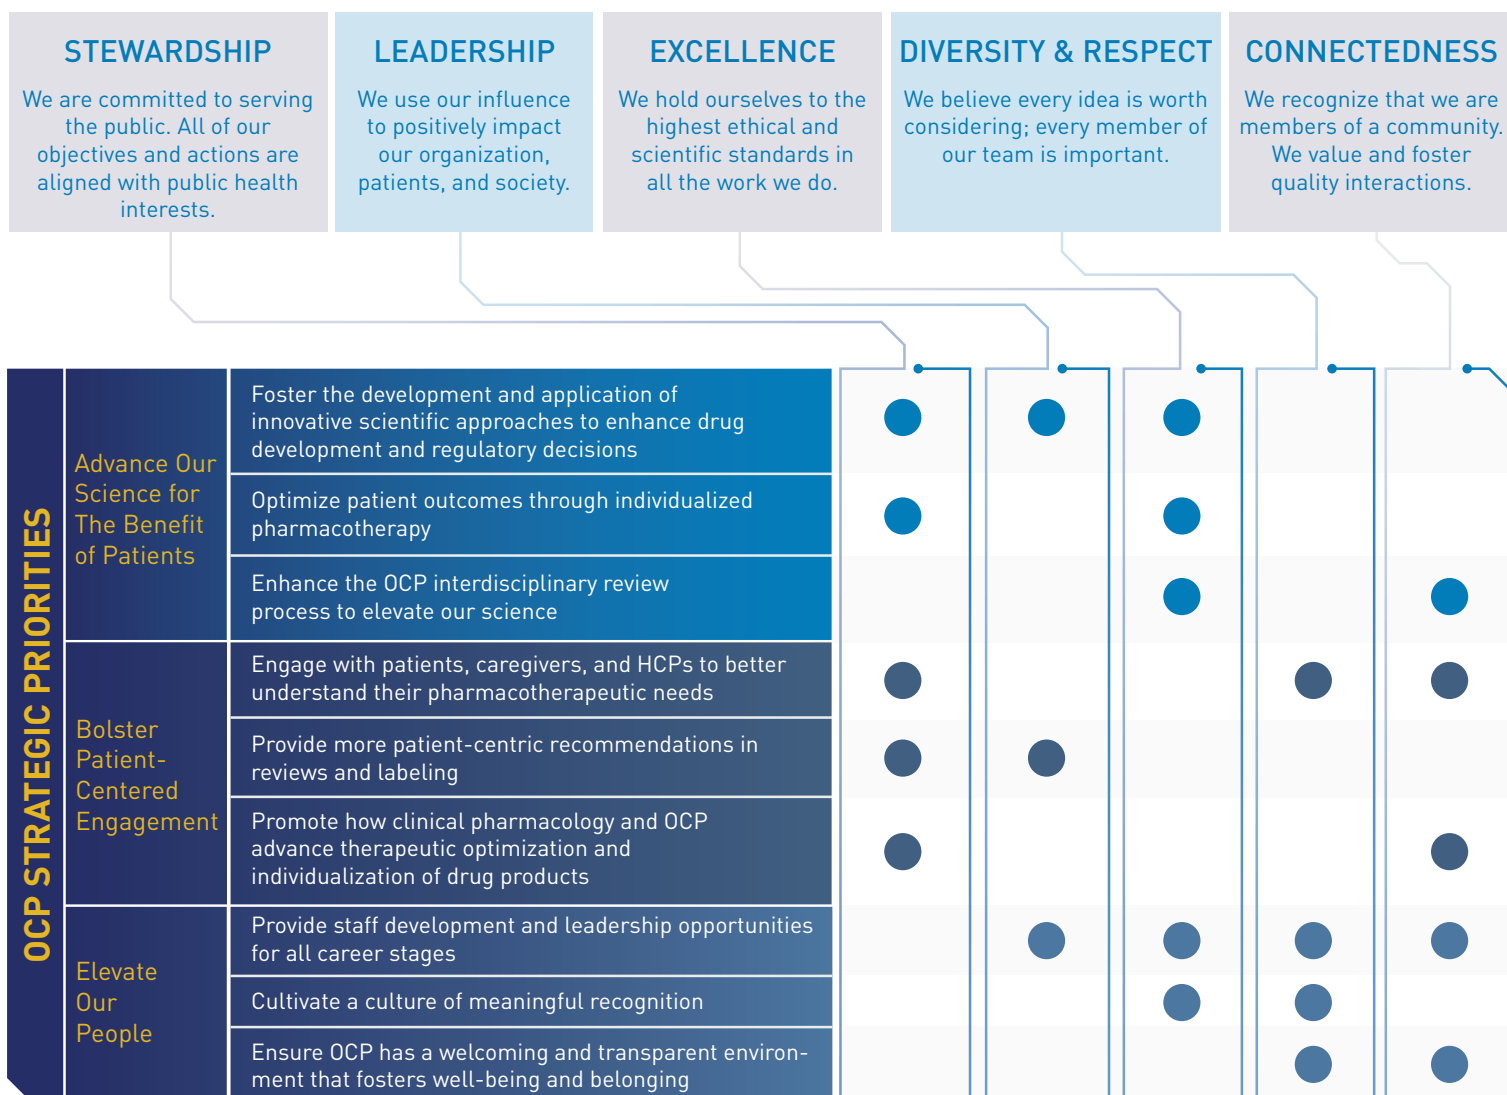 STEWARDSHIP
We are committed to serving
the public. All of our
objectives and actions are
aligned with public health
interests.
LEADERSHIP
We use our influence
to positively impact
our organization,
patients, and society.
EXCELLENCE
We hold ourselves to the
highest ethical and
scientific standards in
all the work we do.
DIVERSITY & RESPECT
We believe every idea is worth
considering; every member of
our team is important.
CONNECTEDNESS
We recognize that we are
members of a community.
We value and foster
quality interactions.
OCP STRATEGIC PRIORITIES
Advance Our
Science for
The Benefit
of Patients
Foster the development and application of
innovative scientific approaches to enhance drug
development and regulatory decisions
Optimize patient outcomes through individualized
pharmacotherapy
Enhance the OCP interdisciplinary review
process to elevate our science
Bolster
Patient-
Centered
Engagement
Engage with patients, caregivers, and HCPs to better
understand their pharmacotherapeutic needs
Provide more patient-centric recommendations in
reviews and labeling
Promote how clinical pharmacology and OCP
advance therapeutic optimization and
individualization of drug products
Elevate
Our
People
Provide staff development and leadership opportunities
for all career stages
Cultivate a culture of meaningful recognition
Ensure OCP has a welcoming and transparent environ-
ment that fosters well-being and belonging